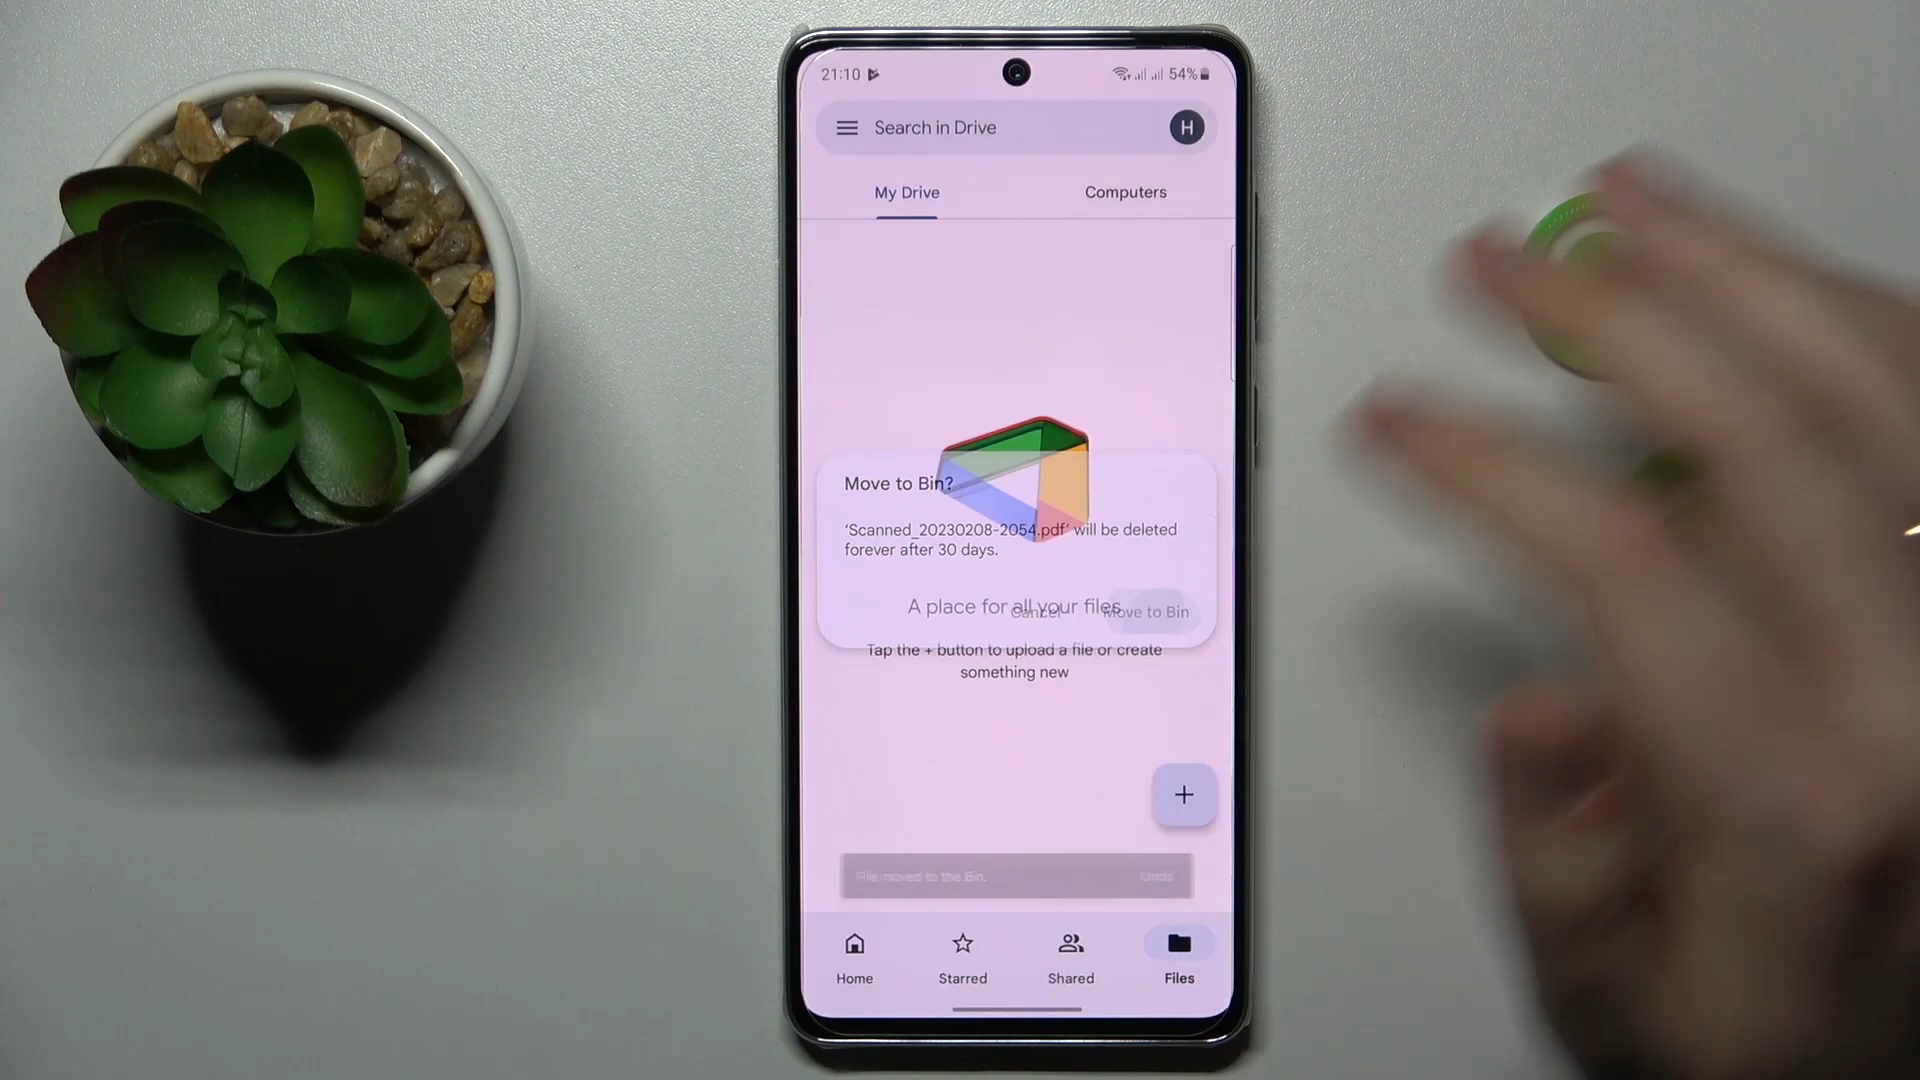 21:10
54%
Search in Drive
H
My Drive
Computers
Move to Bin?
‘Scanned_20230208-2054.pdf’ will be deleted
forever after 30 days.
A place for all your files
Cancel
Move to Bin
Tap the + button to upload a file or create
something new
File moved to the Bin.
Undo
Home
Starred
Shared
Files